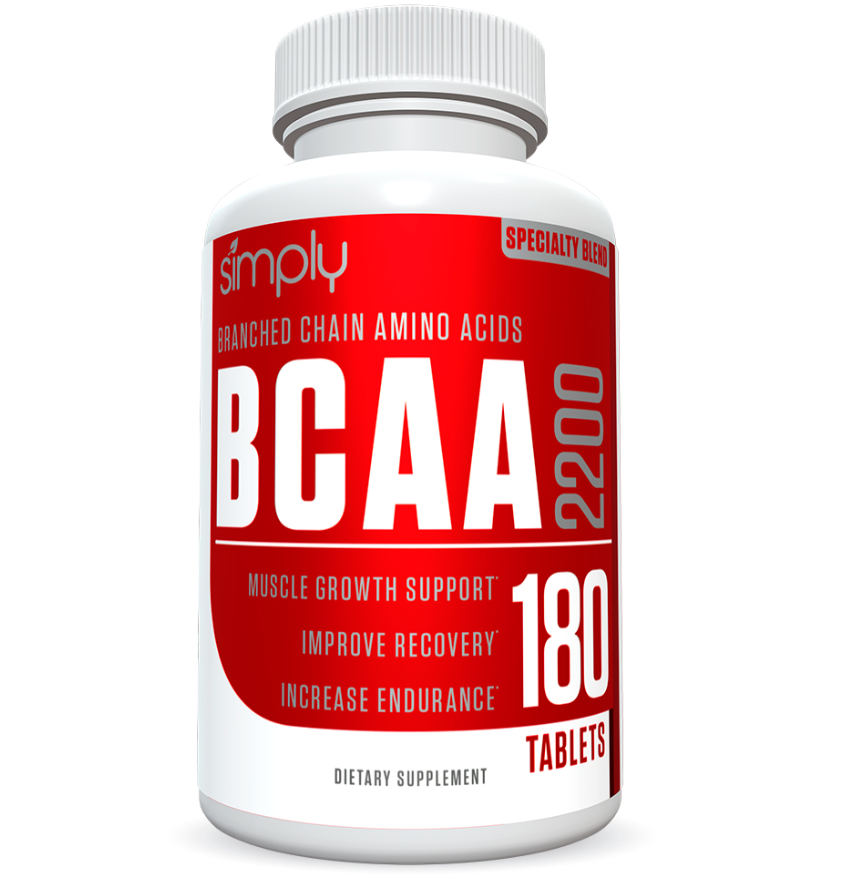 simply
SPECIALTY BLEND
BRANCHED CHAIN AMINO ACIDS
BCAA
2200
MUSCLE GROWTH SUPPORT*
IMPROVE RECOVERY*
INCREASE ENDURANCE*
180
TABLETS
DIETARY SUPPLEMENT